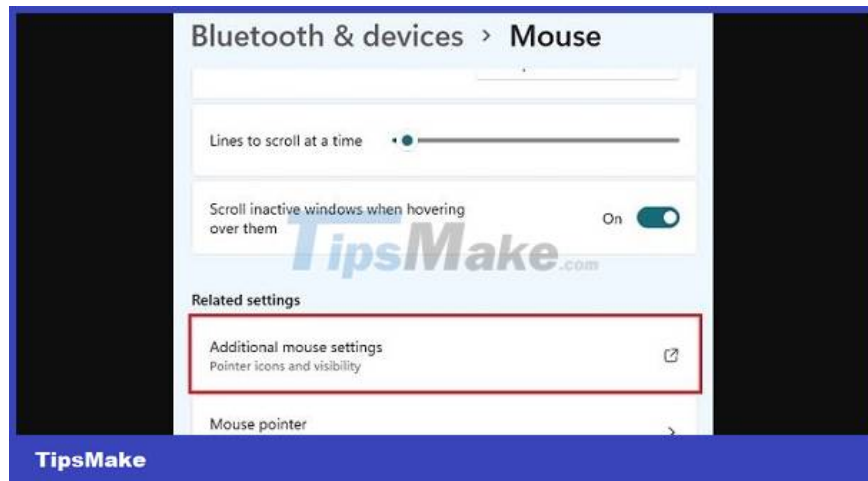 Bluetooth & devices > Mouse
Lines to scroll at a time
Scroll inactive windows when hovering
over them
On
TipsMake.com
Related settings
Additional mouse settings
Pointer icons and visibility
Mouse pointer
TipsMake